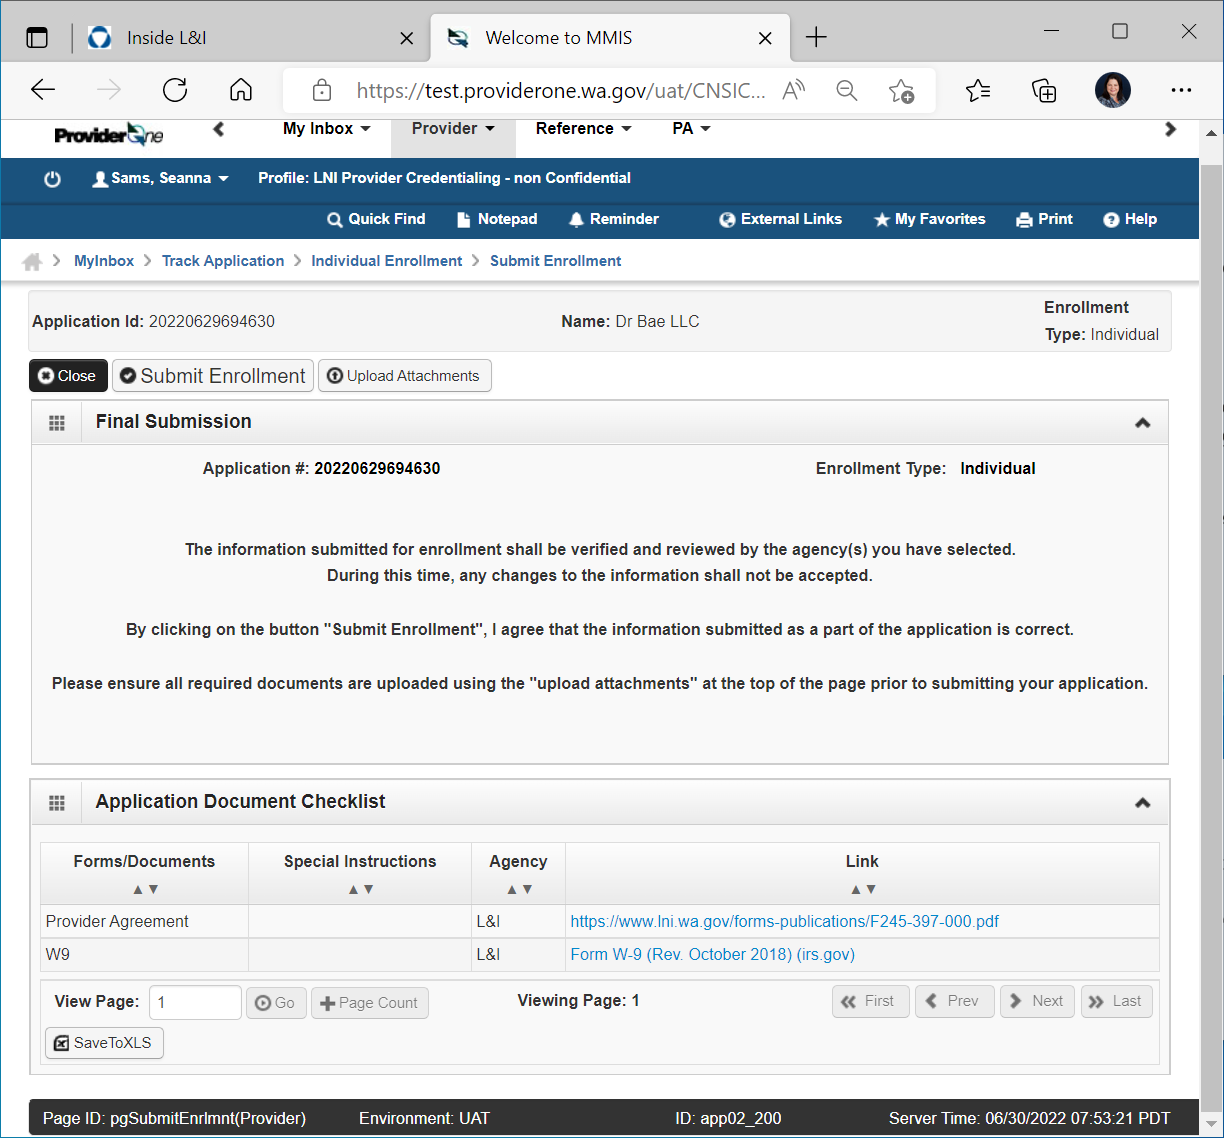 Inside L&I
Welcome to MMIS
https://test.providerone.wa.gov/uat/CNSIC...
ProviderOne
My Inbox
Provider
Reference
PA
Sams, Seanna
Profile: LNI Provider Credentialing - non Confidential
Quick Find
Notepad
Reminder
External Links
My Favorites
Print
Help
MyInbox > Track Application > Individual Enrollment > Submit Enrollment
Application Id: 20220629694630
Name: Dr Bae LLC
Enrollment
Type: Individual
Close
Submit Enrollment
Upload Attachments
Final Submission
Application #: 20220629694630
Enrollment Type: Individual
The information submitted for enrollment shall be verified and reviewed by the agency(s) you have selected.
During this time, any changes to the information shall not be accepted.
By clicking on the button "Submit Enrollment", I agree that the information submitted as a part of the application is correct.
Please ensure all required documents are uploaded using the "upload attachments" at the top of the page prior to submitting your application.
Application Document Checklist
Forms/Documents
Special Instructions
Agency
Link
Provider Agreement
L&I
https://www.lni.wa.gov/forms-publications/F245-397-000.pdf
W9
L&I
Form W-9 (Rev. October 2018) (irs.gov)
View Page: 1
Go
Page Count
Viewing Page: 1
First
Prev
Next
Last
SaveToXLS
Page ID: pgSubmitEnrlmnt(Provider)
Environment: UAT
ID: app02_200
Server Time: 06/30/2022 07:53:21 PDT